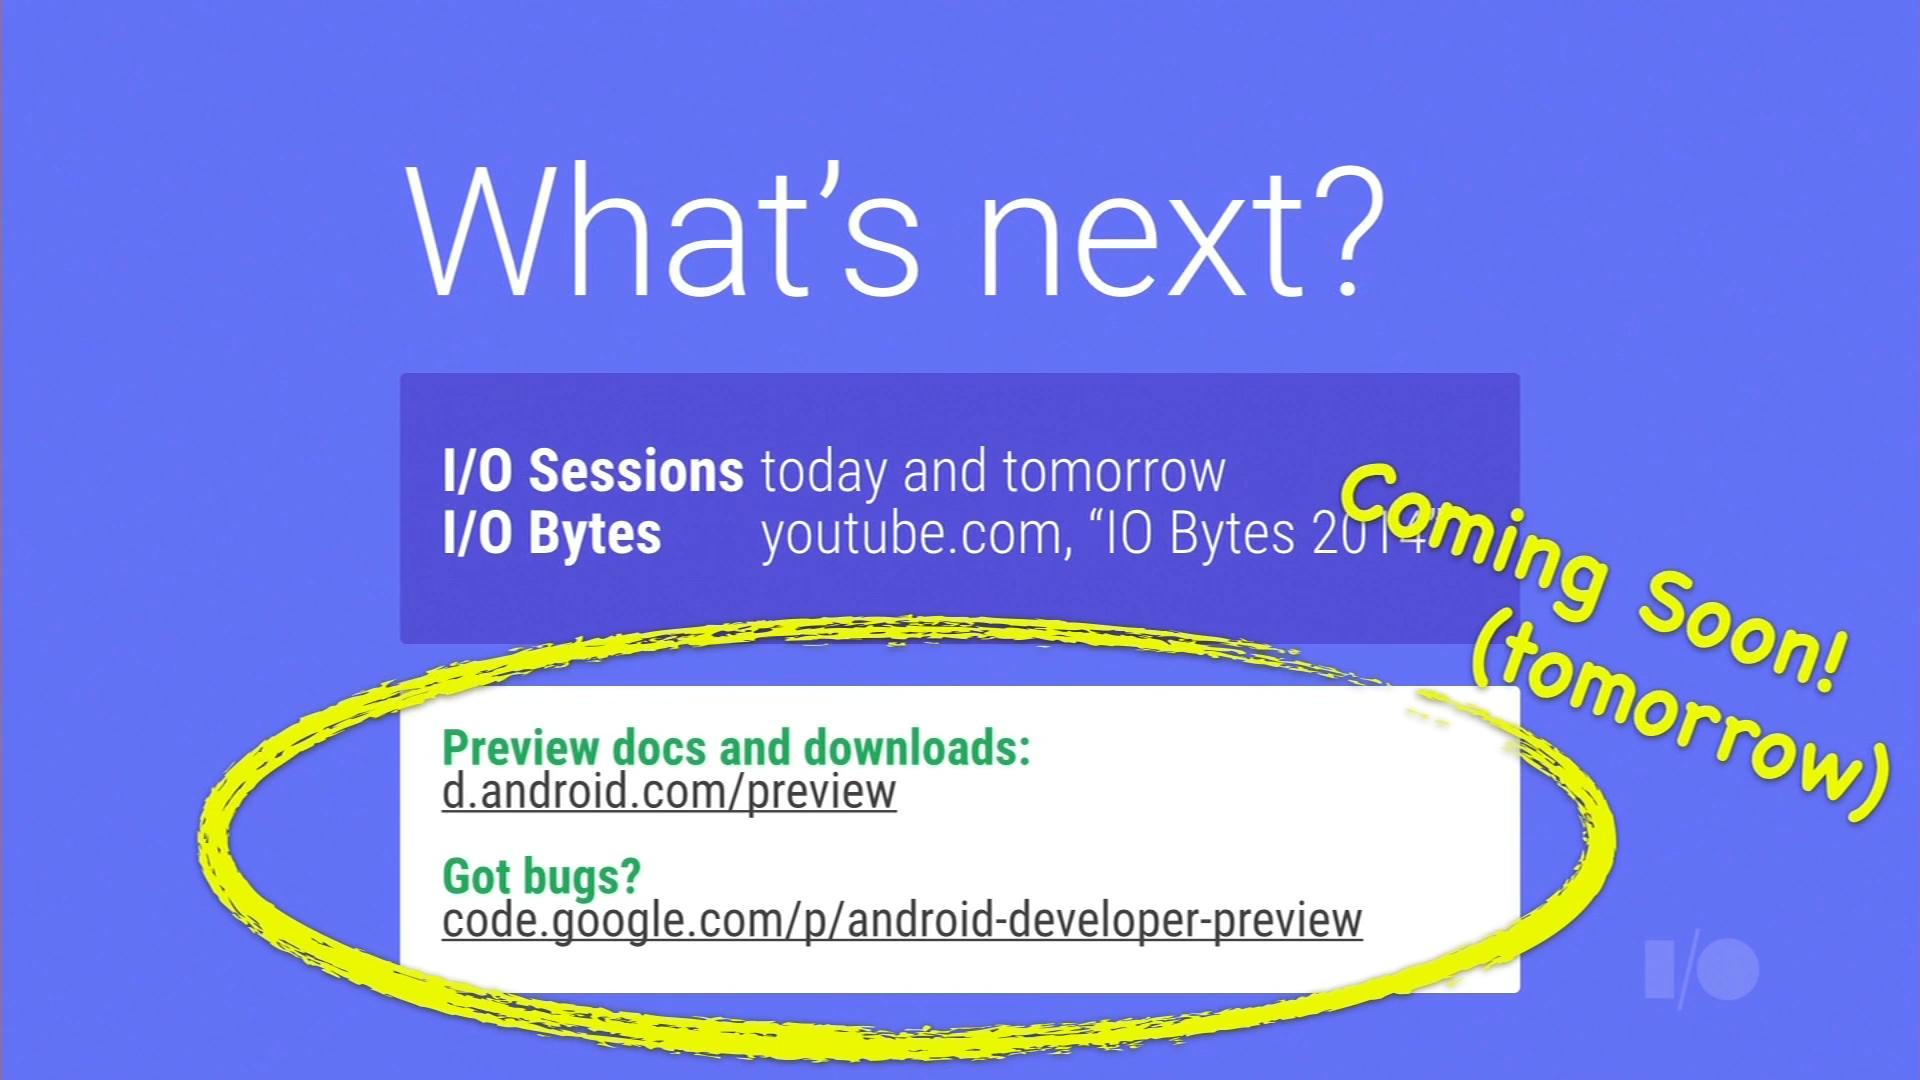 What’s next?
I/O Sessions today and tomorrow
I/O Bytes youtube.com, “IO Bytes 2014”
Coming Soon!
(tomorrow)
Preview docs and downloads:
d.android.com/preview
Got bugs?
code.google.com/p/android-developer-preview
I/O